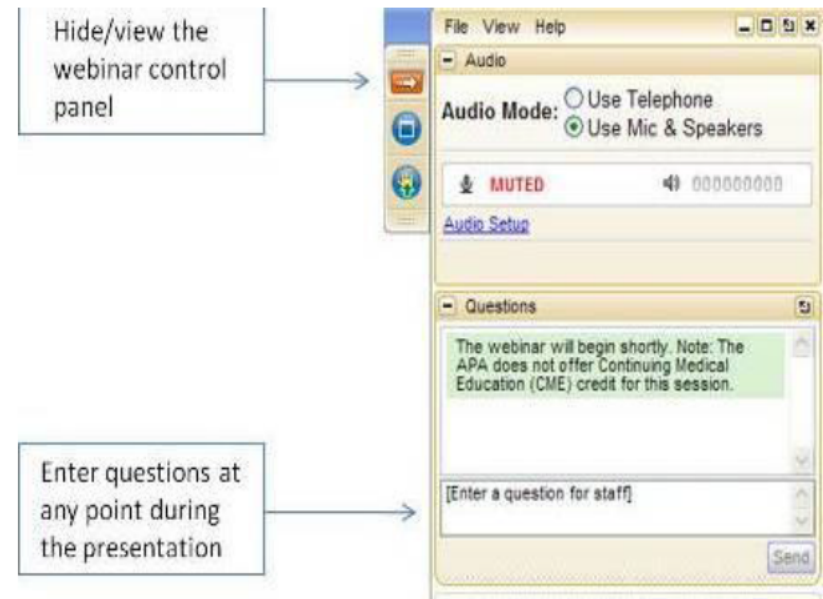 Hide/view the
webinar control
panel
File View Help
Audio
Audio Mode:
Use Telephone
Use Mic & Speakers
MUTED
000000000
Audio Setup
Questions
The webinar will begin shortly. Note: The
APA does not offer Continuing Medical
Education (CME) credit for this session.
Enter questions at
any point during
the presentation
[Enter a question for staff]
Send